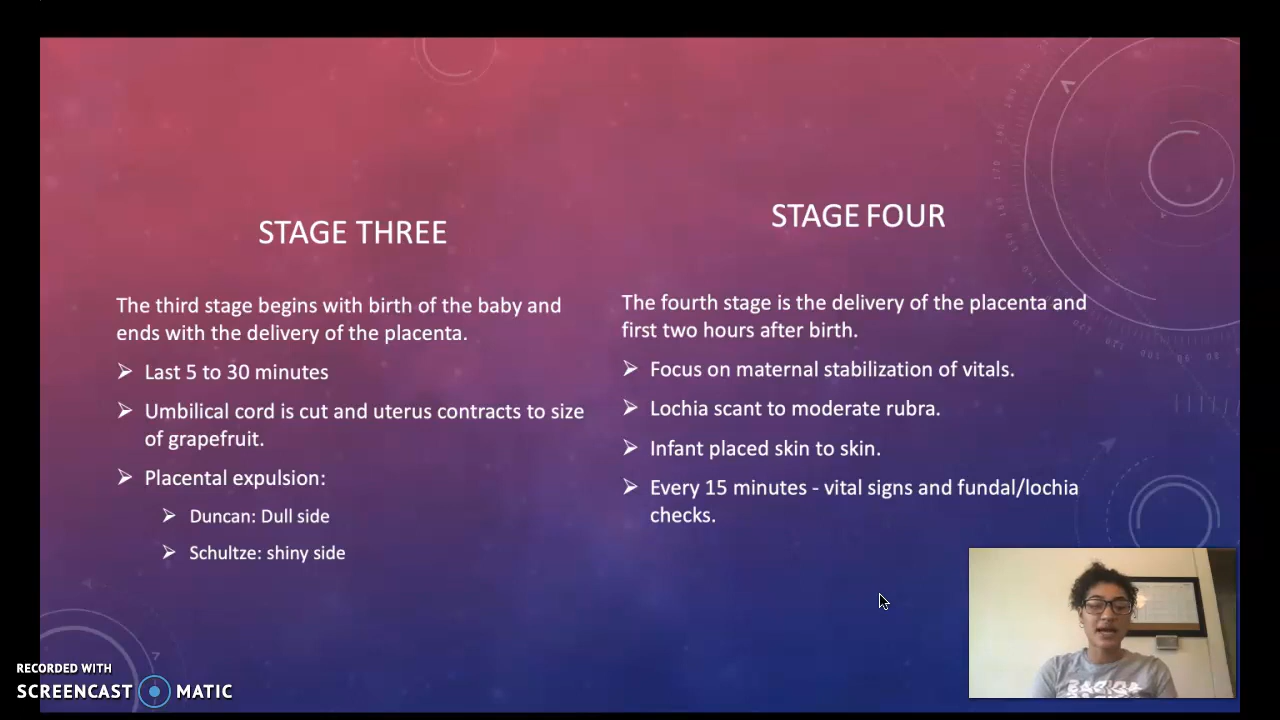 STAGE THREE
The third stage begins with birth of the baby and
ends with the delivery of the placenta.
Last 5 to 30 minutes
Umbilical cord is cut and uterus contracts to size
of grapefruit.
Placental expulsion:
Duncan: Dull side
Schultze: shiny side
STAGE FOUR
The fourth stage is the delivery of the placenta and
first two hours after birth.
Focus on maternal stabilization of vitals.
Lochia scant to moderate rubra.
Infant placed skin to skin.
Every 15 minutes - vital signs and fundal/lochia
checks.
RECORDED WITH
SCREENCAST MATIC